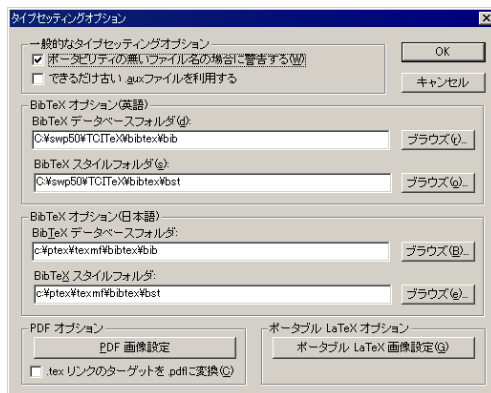 タイプセッティングオプション
一般的なタイプセッティングオプション
ポータビリティの無いファイル名の場合に警告する(W)
できるだけ古い .auxファイルを利用する
OK
キャンセル
BibTeX オプション(英語)
BibTeX データベースフォルダ(d):
C:¥swp50¥TCITeX¥bibtex¥bib
ブラウズ(r)...
BibTeX スタイルフォルダ(s):
C:¥swp50¥TCITeX¥bibtex¥bst
ブラウズ(o)...
BibTeX オプション(日本語)
BibTeX データベースフォルダ:
c:¥ptex¥texmf¥bibtex¥bib
ブラウズ(B)...
BibTeX スタイルフォルダ:
c:¥ptex¥texmf¥bibtex¥bst
ブラウズ(e)...
PDF オプション
PDF 画像設定
.tex リンクのターゲットを .pdfに変換(C)
ポータブル LaTeX オプション
ポータブル LaTeX 画像設定(G)